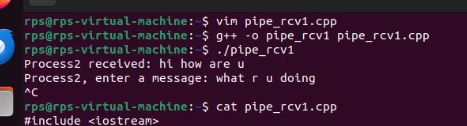 rps@rps-virtual-machine:~$ vim pipe_rcv1.cpp
rps@rps-virtual-machine:~$ g++ -o pipe_rcv1 pipe_rcv1.cpp
rps@rps-virtual-machine:~$ ./pipe_rcv1
Process2 received: hi how are u
Process2, enter a message: what r u doing
^C
rps@rps-virtual-machine:~$ cat pipe_rcv1.cpp
#include <iostream>